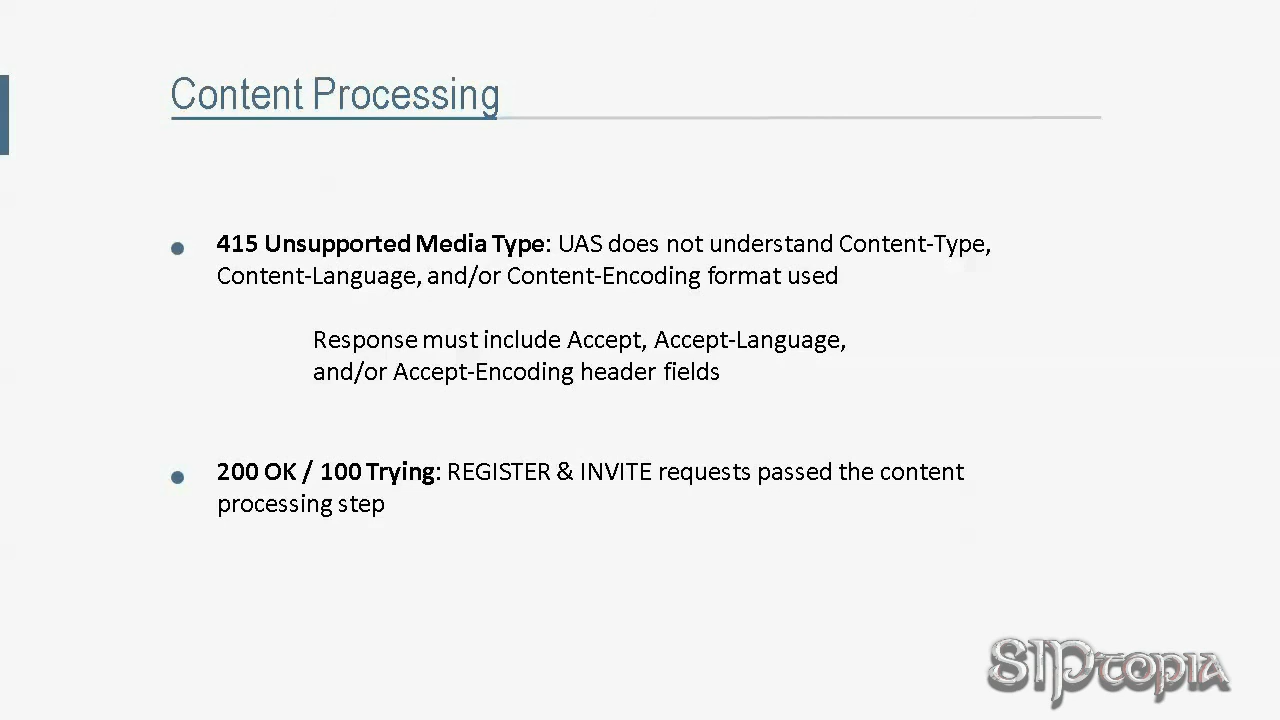 Content Processing
415 Unsupported Media Type: UAS does not understand Content-Type,
Content-Language, and/or Content-Encoding format used
Response must include Accept, Accept-Language,
and/or Accept-Encoding header fields
200 OK / 100 Trying: REGISTER & INVITE requests passed the content
processing step
SIPtopia